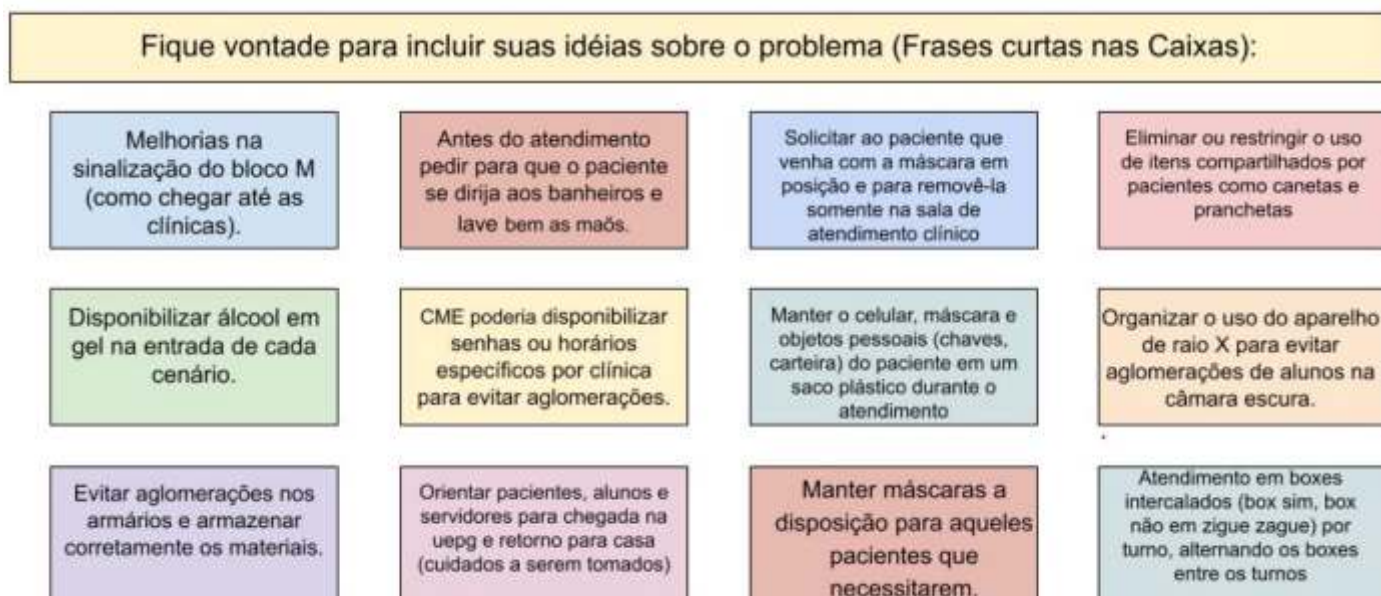 Fique vontade para incluir suas idéias sobre o problema (Frases curtas nas Caixas):
Melhorias na
sinalização do bloco M
(como chegar até as
clínicas).
Antes do atendimento
pedir para que o paciente
se dirija aos banheiros e
lave bem as maõs.
Solicitar ao paciente que
venha com a máscara em
posição e para removê-la
somente na sala de
atendimento clínico
Eliminar ou restringir o uso
de itens compartilhados por
pacientes como canetas e
pranchetas
Disponibilizar álcool em
gel na entrada de cada
cenário.
CME poderia disponibilizar
senhas ou horários
específicos por clínica
para evitar aglomerações.
Manter o celular, máscara e
objetos pessoais (chaves,
carteira) do paciente em um
saco plástico durante o
atendimento
Organizar o uso do aparelho
de raio X para evitar
aglomerações de alunos na
câmara escura.
Evitar aglomerações nos
armários e armazenar
corretamente os materiais.
Orientar pacientes, alunos e
servidores para chegada na
uepg e retorno para casa
(cuidados a serem tomados)
Manter máscaras a
disposição para aqueles
pacientes que
necessitarem.
Atendimento em boxes
intercalados (box sim, box
não em zigue zague) por
turno, alternando os boxes
entre os turnos